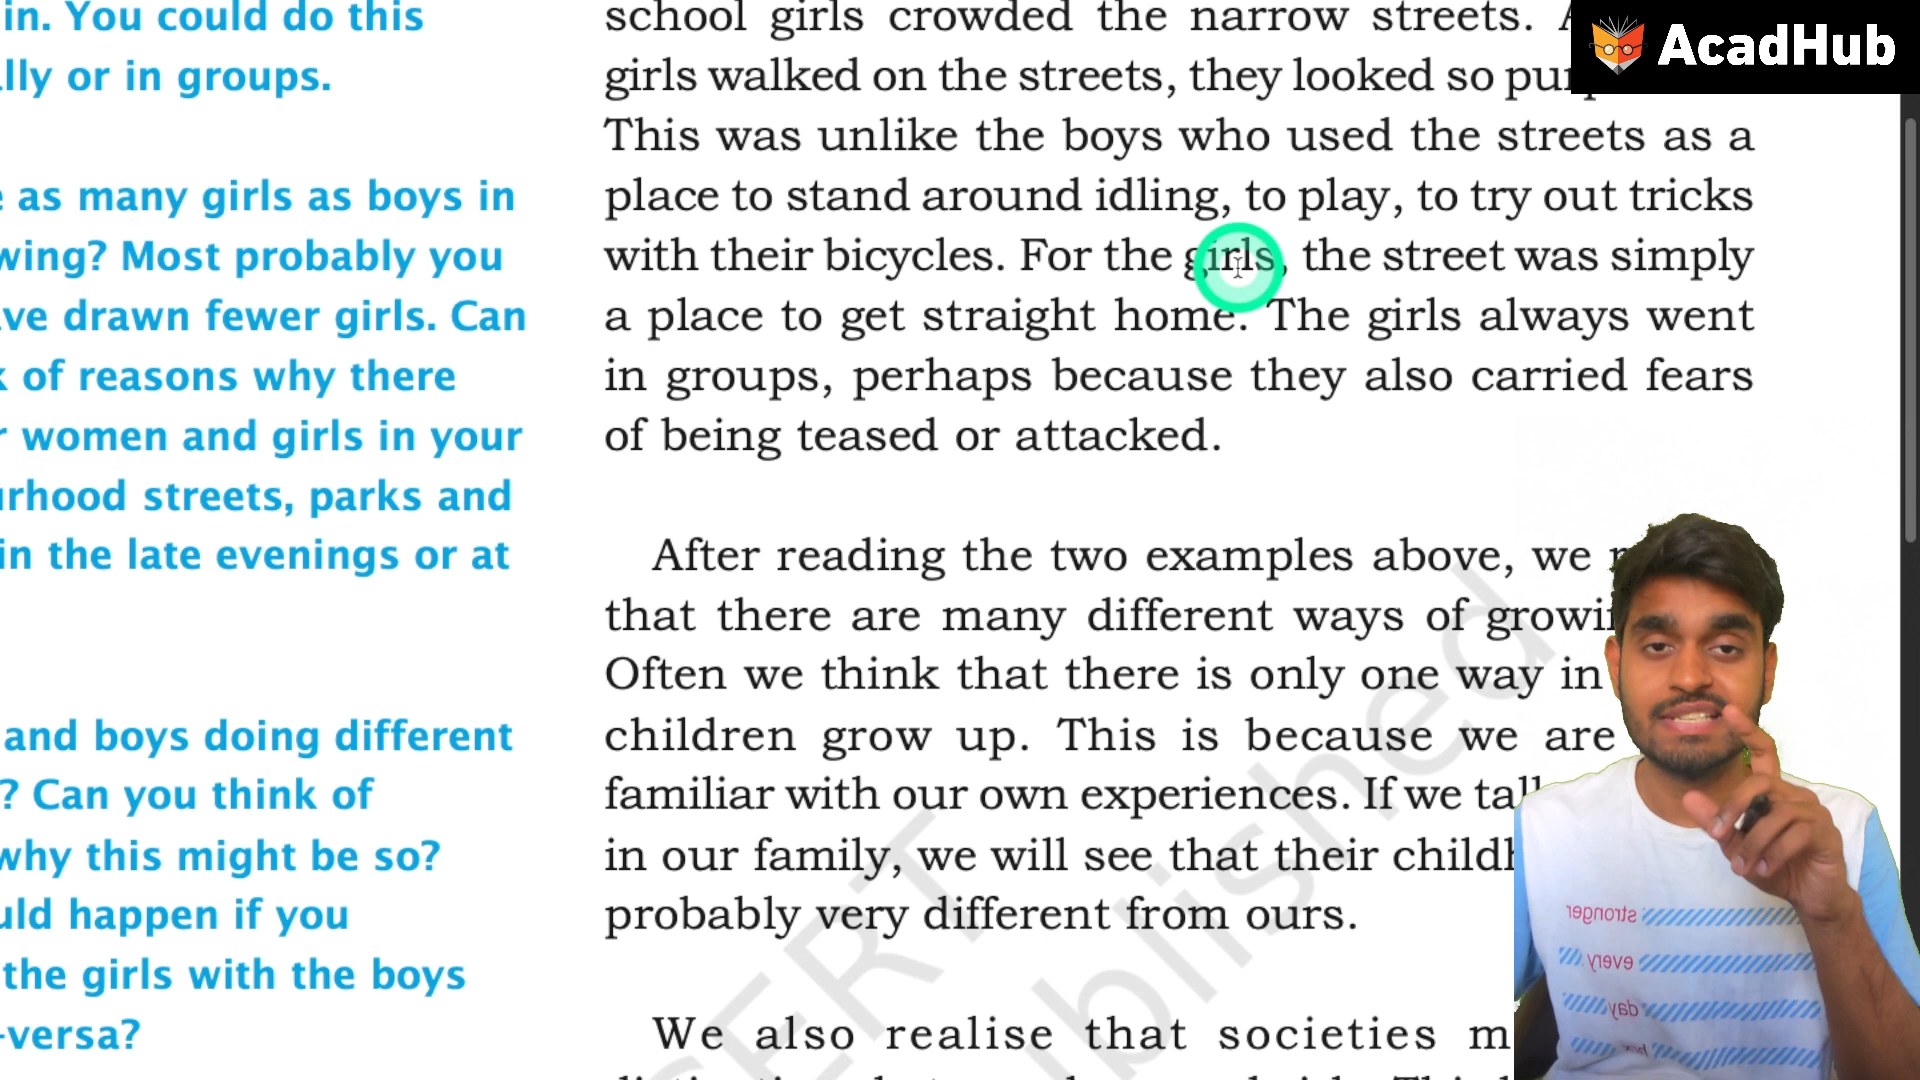 in. You could do this
lly or in groups.
as many girls as boys in
wing? Most probably you
ve drawn fewer girls. Can
of reasons why there
women and girls in your
rhood streets, parks and
in the late evenings or at
and boys doing different
? Can you think of
why this might be so?
uld happen if you
the girls with the boys
-versa?
school girls crowded the narrow streets.
girls walked on the streets, they looked so
This was unlike the boys who used the streets as a
place to stand around idling, to play, to try out tricks
with their bicycles. For the girls, the street was simply
a place to get straight home. The girls always went
in groups, perhaps because they also carried fears
of being teased or attacked.
After reading the two examples above, we
that there are many different ways of
Often we think that there is only one way in
children grow up. This is because we are
familiar with our own experiences. If we
in our family, we will see that their
probably very different from ours.
We also realise that societies
AcadHub
stronger
every
day